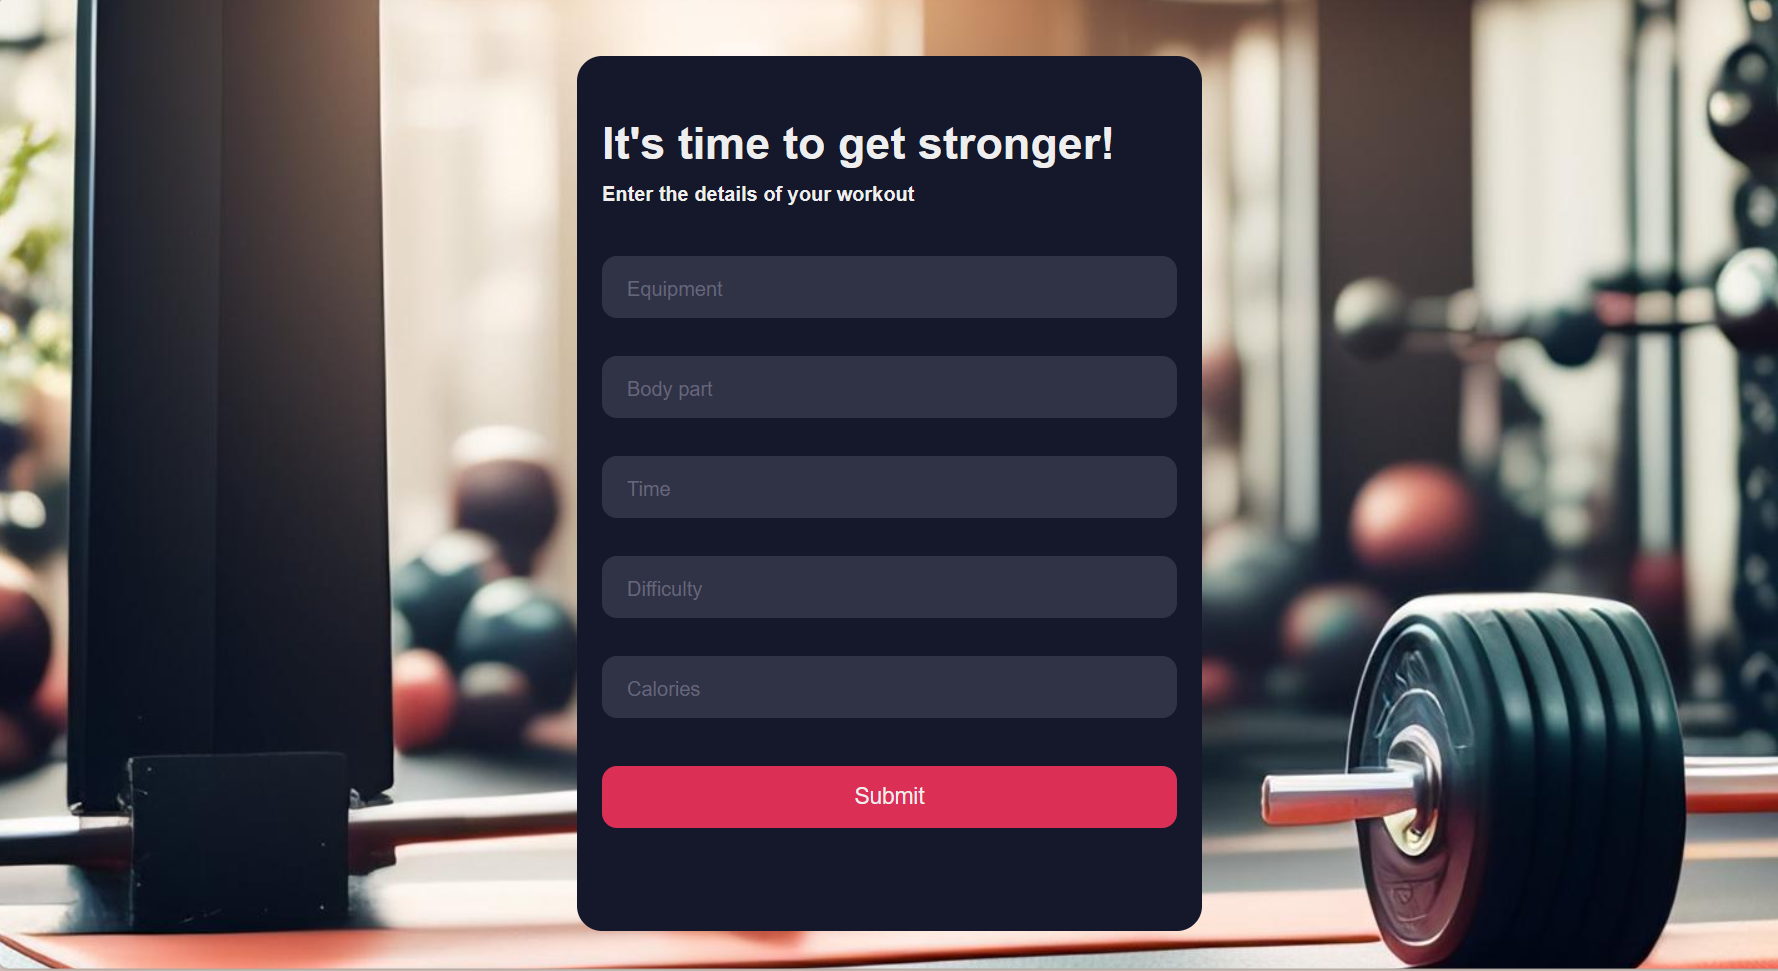 It's time to get stronger!
Enter the details of your workout
Equipment
Body part
Time
Difficulty
Calories
Submit